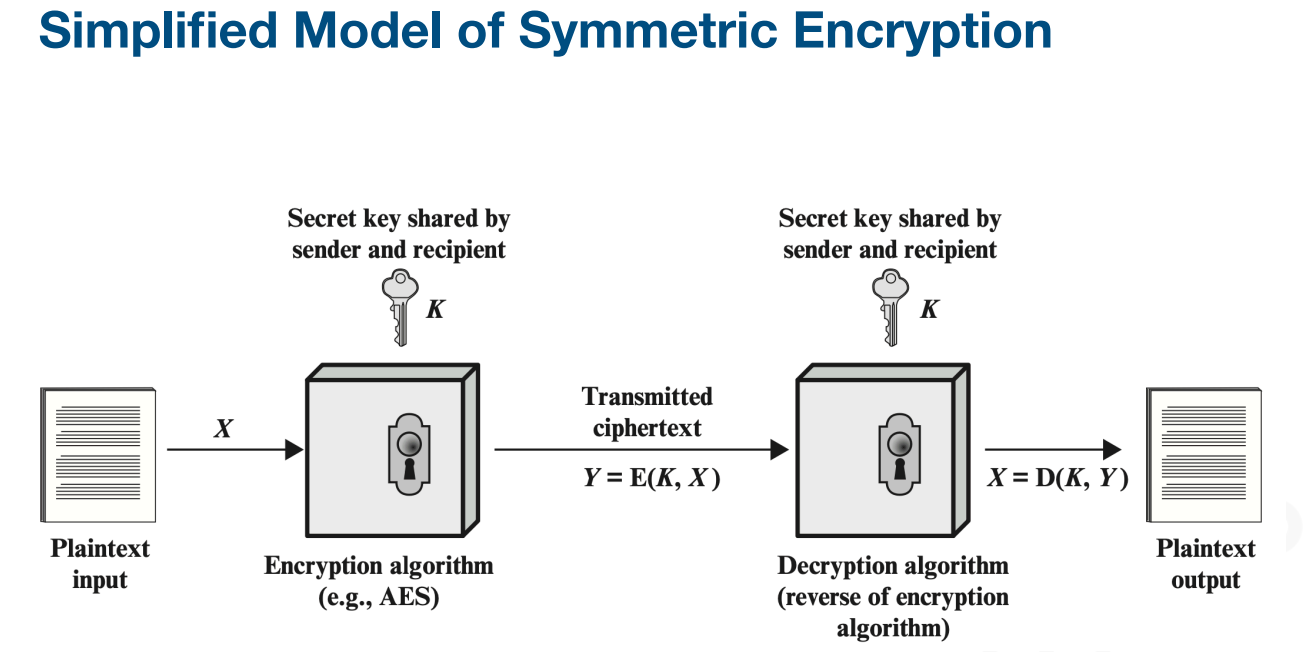 Simplified Model of Symmetric Encryption
Secret key shared by
sender and recipient
K
Secret key shared by
sender and recipient
K
X
Transmitted
ciphertext
Y = E(K, X)
X = D(K, Y)
Plaintext
input
Encryption algorithm
(e.g., AES)
Decryption algorithm
(reverse of encryption
algorithm)
Plaintext
output